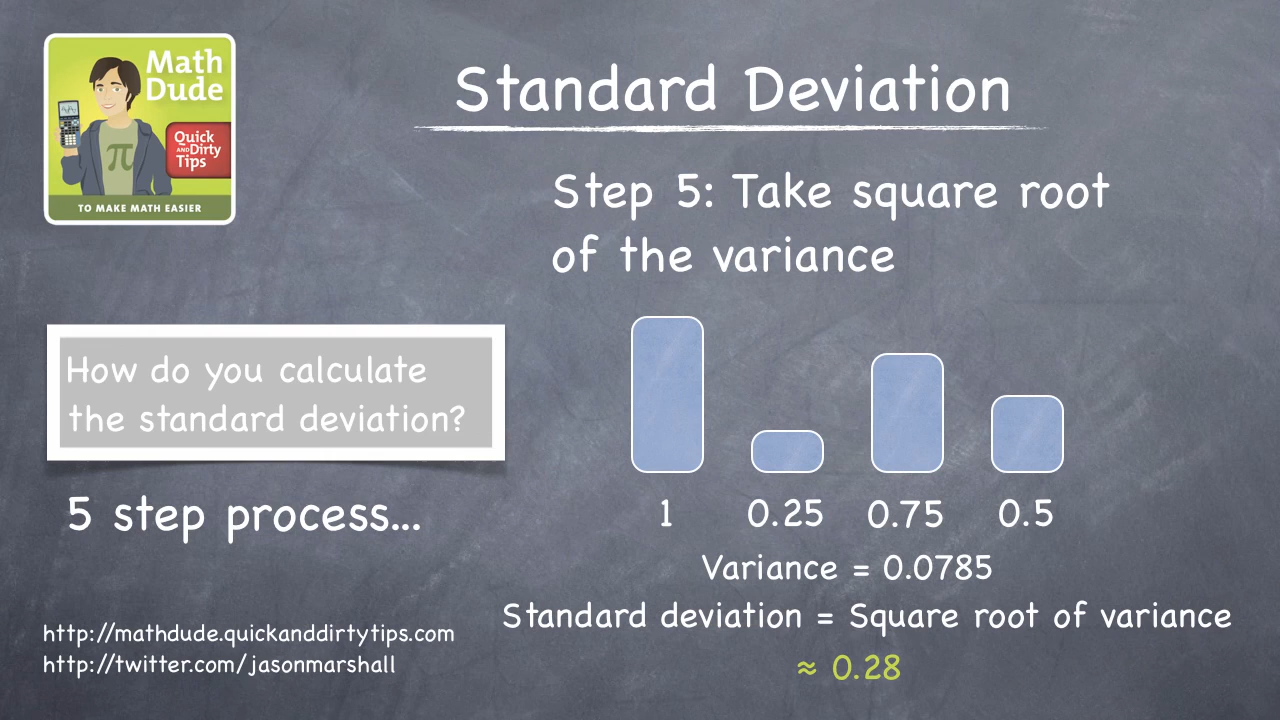 Math
Dude
Quick
AND Dirty
Tips
π
TO MAKE MATH EASIER
Standard Deviation
Step 5: Take square root
of the variance
How do you calculate
the standard deviation?
5 step process...
1 0.25 0.75 0.5
Variance = 0.0785
Standard deviation = Square root of variance
≈ 0.28
http://mathdude.quickanddirtytips.com
http://twitter.com/jasonmarshall